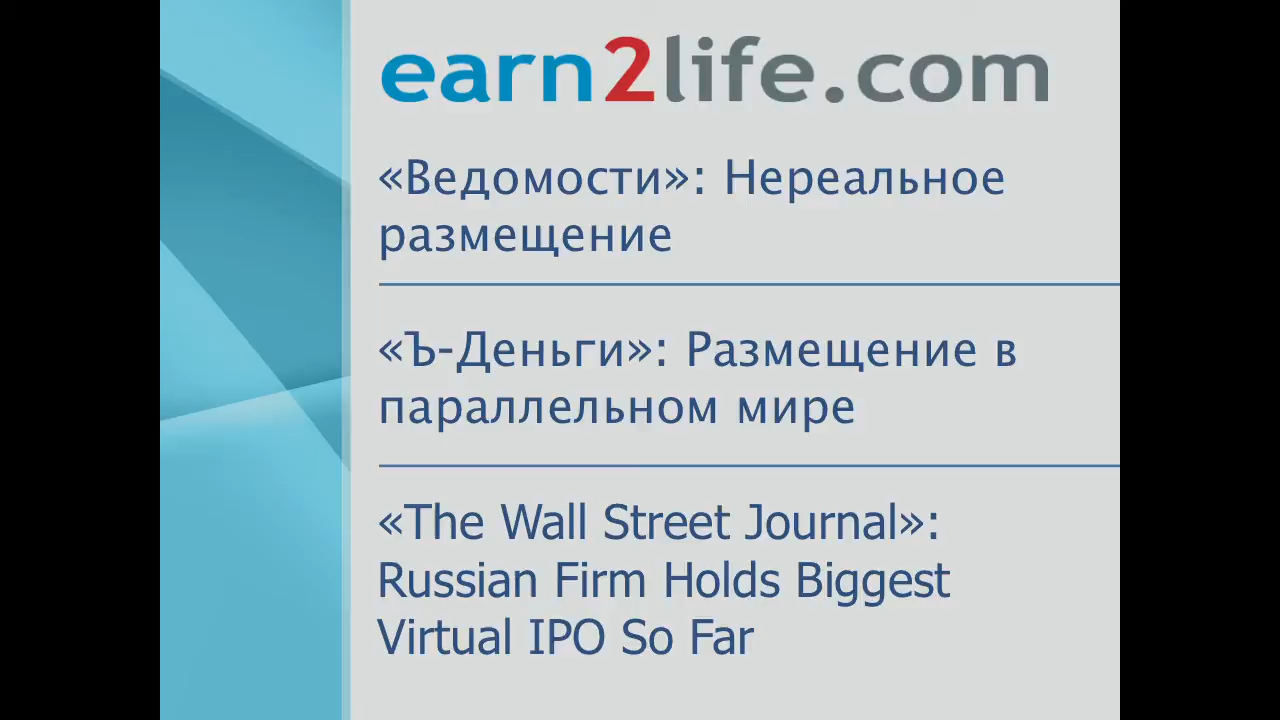 earn2life.com
«Ведомости»: Нереальное
размещение
«Ъ-Деньги»: Размещение в
параллельном мире
«The Wall Street Journal»:
Russian Firm Holds Biggest
Virtual IPO So Far